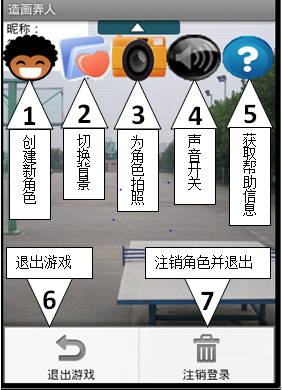 造画弄人
昵称：
1
2
3
4
5
创建新角色
切换背景
为角色拍照
声音开关
获取帮助信息
退出游戏
注销角色并退出
6
7
退出游戏
注销登录